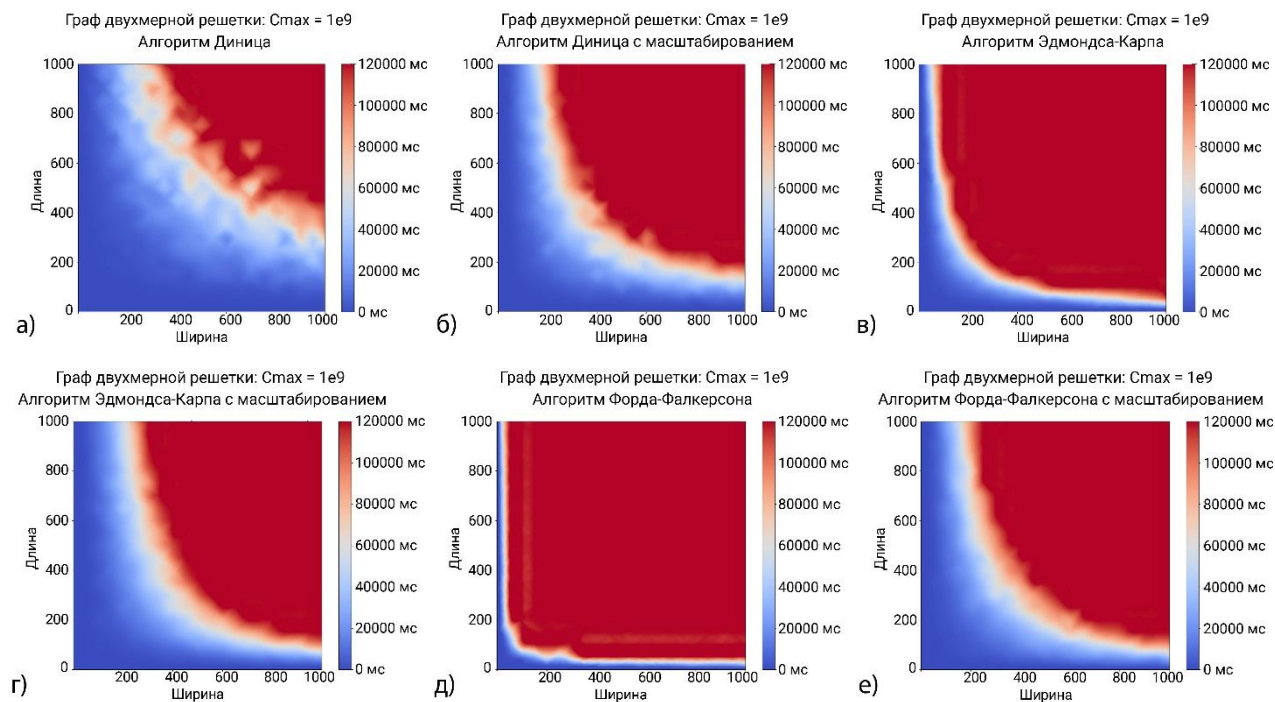 Граф двухмерной решетки: Cmax = 1e9
Алгоритм Диница
1000
800
600
400
200
0
Длина
200 400 600 800 1000
Ширина
120000 мс
100000 мс
80000 мс
60000 мс
40000 мс
20000 мс
0 мс
а)
Граф двухмерной решетки: Cmax = 1e9
Алгоритм Диница с масштабированием
1000
800
600
400
200
0
Длина
200 400 600 800 1000
Ширина
120000 мс
100000 мс
80000 мс
60000 мс
40000 мс
20000 мс
0 мс
б)
Граф двухмерной решетки: Cmax = 1e9
Алгоритм Эдмондса-Карпа
1000
800
600
400
200
0
Длина
200 400 600 800 1000
Ширина
120000 мс
100000 мс
80000 мс
60000 мс
40000 мс
20000 мс
0 мс
в)
Граф двухмерной решетки: Cmax = 1e9
Алгоритм Эдмондса-Карпа с масштабированием
1000
800
600
400
200
0
Длина
200 400 600 800 1000
Ширина
120000 мс
100000 мс
80000 мс
60000 мс
40000 мс
20000 мс
0 мс
г)
Граф двухмерной решетки: Cmax = 1e9
Алгоритм Форда-Фалкерсона
1000
800
600
400
200
0
Длина
200 400 600 800 1000
Ширина
120000 мс
100000 мс
80000 мс
60000 мс
40000 мс
20000 мс
0 мс
д)
Граф двухмерной решетки: Cmax = 1e9
Алгоритм Форда-Фалкерсона с масштабированием
1000
800
600
400
200
0
Длина
200 400 600 800 1000
Ширина
120000 мс
100000 мс
80000 мс
60000 мс
40000 мс
20000 мс
0 мс
е)